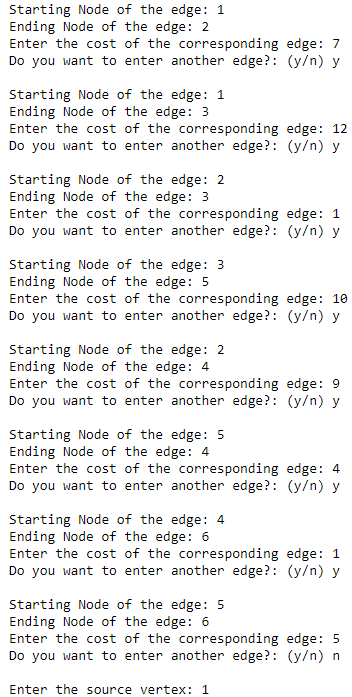 Starting Node of the edge: 1
Ending Node of the edge: 2
Enter the cost of the corresponding edge: 7
Do you want to enter another edge?: (y/n) y
Starting Node of the edge: 1
Ending Node of the edge: 3
Enter the cost of the corresponding edge: 12
Do you want to enter another edge?: (y/n) y
Starting Node of the edge: 2
Ending Node of the edge: 3
Enter the cost of the corresponding edge: 1
Do you want to enter another edge?: (y/n) y
Starting Node of the edge: 3
Ending Node of the edge: 5
Enter the cost of the corresponding edge: 10
Do you want to enter another edge?: (y/n) y
Starting Node of the edge: 2
Ending Node of the edge: 4
Enter the cost of the corresponding edge: 9
Do you want to enter another edge?: (y/n) y
Starting Node of the edge: 5
Ending Node of the edge: 4
Enter the cost of the corresponding edge: 4
Do you want to enter another edge?: (y/n) y
Starting Node of the edge: 4
Ending Node of the edge: 6
Enter the cost of the corresponding edge: 1
Do you want to enter another edge?: (y/n) y
Starting Node of the edge: 5
Ending Node of the edge: 6
Enter the cost of the corresponding edge: 5
Do you want to enter another edge?: (y/n) n
Enter the source vertex: 1